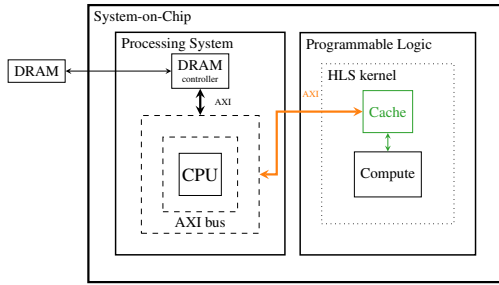 System-on-Chip
Processing System
Programmable Logic
DRAM
DRAM
controller
HLS kernel
AXI
AXI
Cache
CPU
Compute
AXI bus